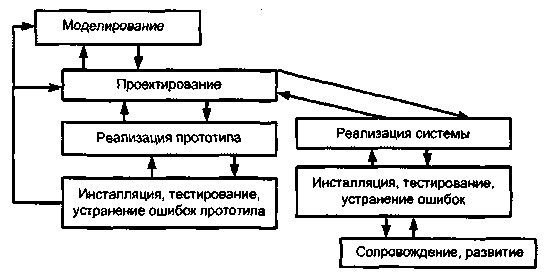 Моделирование
Проектирование
Реализация прототипа
Реализация системы
Инсталляция, тестирование,
устранение ошибок прототипа
Инсталляция, тестирование,
устранение ошибок
Сопровождение, развитие